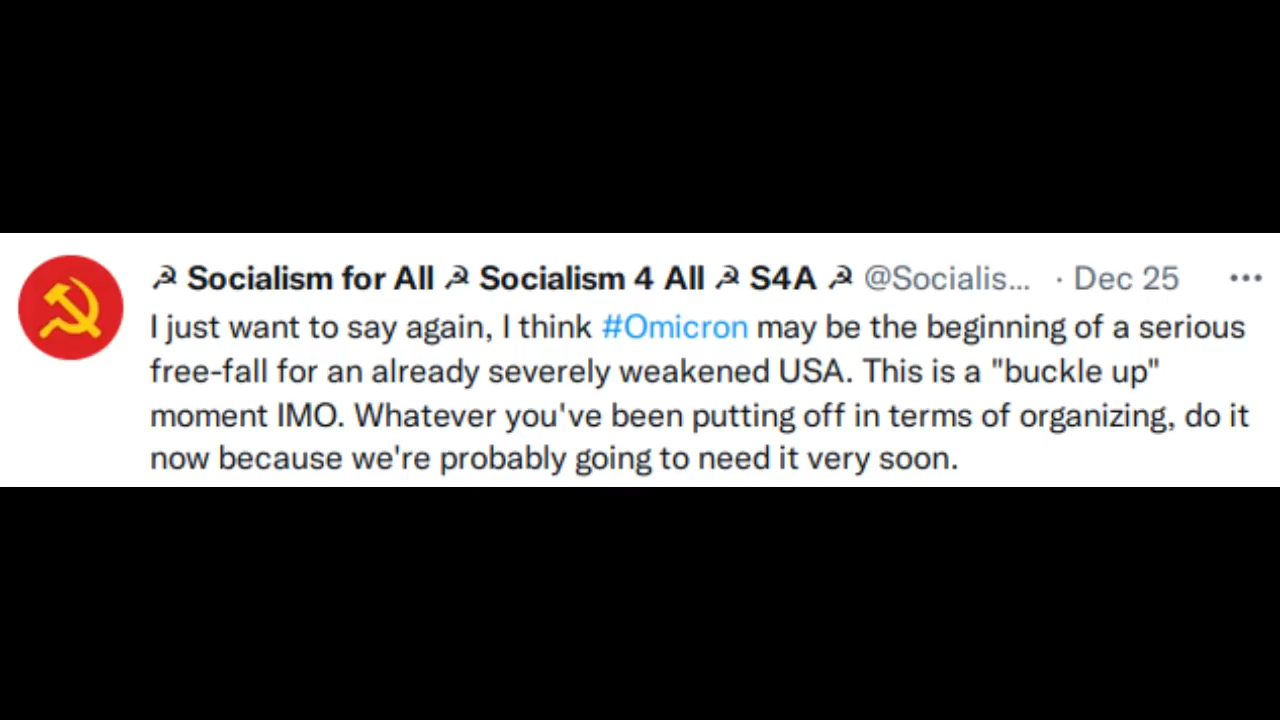 ☭ Socialism for All ☭ Socialism 4 All ☭ S4A ☭ @Socialis... · Dec 25 ···
I just want to say again, I think #Omicron may be the beginning of a serious
free-fall for an already severely weakened USA. This is a "buckle up"
moment IMO. Whatever you've been putting off in terms of organizing, do it
now because we're probably going to need it very soon.